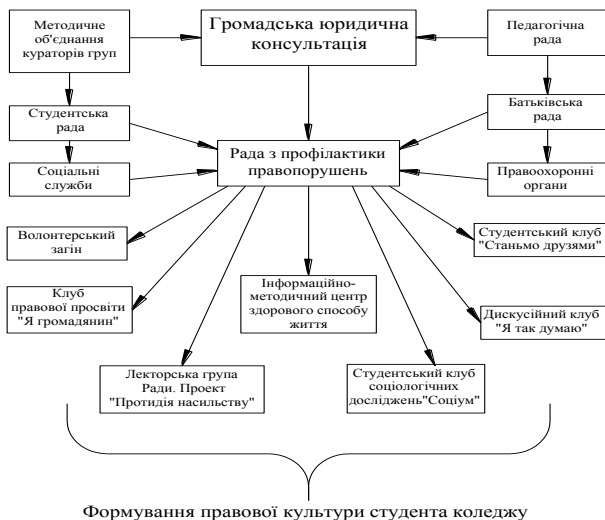 Методичне
об'єднання
кураторів груп
Громадська юридична
консультація
Педагогічна
рада
Студентська
рада
Батьківська
рада
Соціальні
служби
Рада з профілактики
правопорушень
Правоохоронні
органи
Волонтерський
загін
Студентський клуб
"Станьмо друзями"
Клуб
правової просвіти
"Я громадянин"
Інформаційно-
методичний центр
здорового способу
життя
Дискусійний клуб
"Я так думаю"
Лекторська група
Ради. Проект
"Протидія насильству"
Студентський клуб
соціологічних
досліджень"Соціум"
Формування правової культури студента коледжу